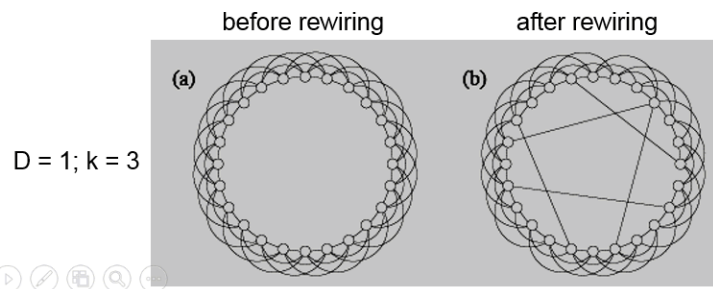 before rewiring
after rewiring
(a)
(b)
D = 1; k = 3